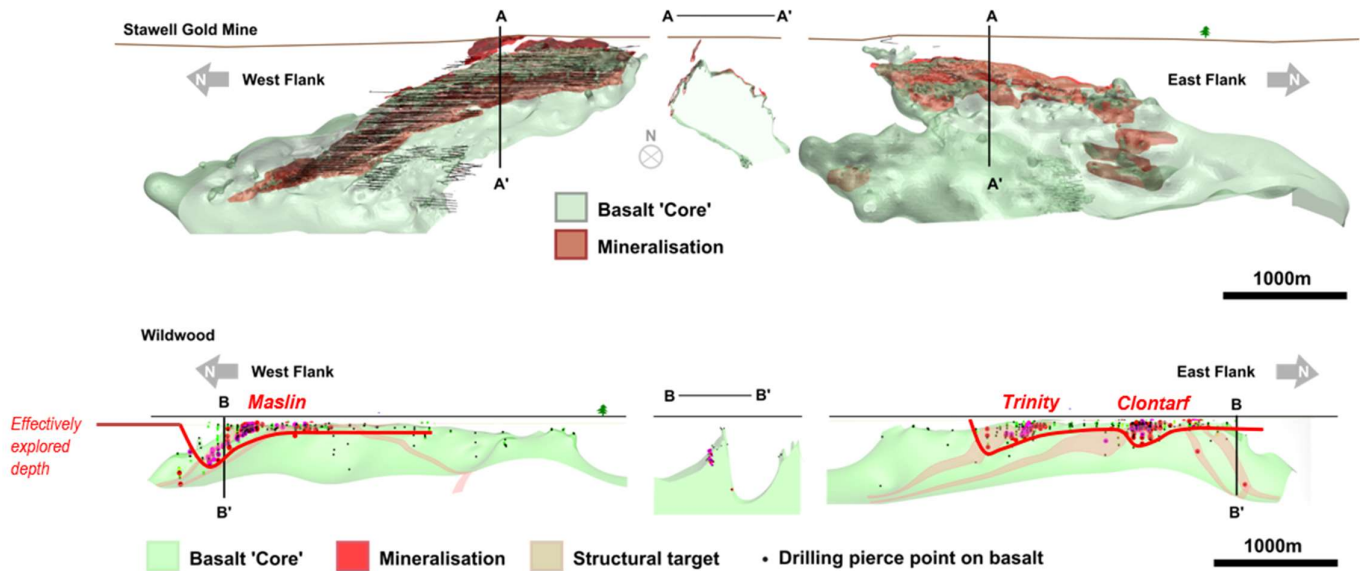 Stawell Gold Mine
A
A
A'
A
N
West Flank
East Flank
N
N
A'
A'
Basalt 'Core'
Mineralisation
1000m
Wildwood
N
West Flank
East Flank
N
B
Maslin
B
B'
Trinity
Clontarf
B
Effectively
explored
depth
B'
B'
Basalt 'Core'
Mineralisation
Structural target
Drilling pierce point on basalt
1000m